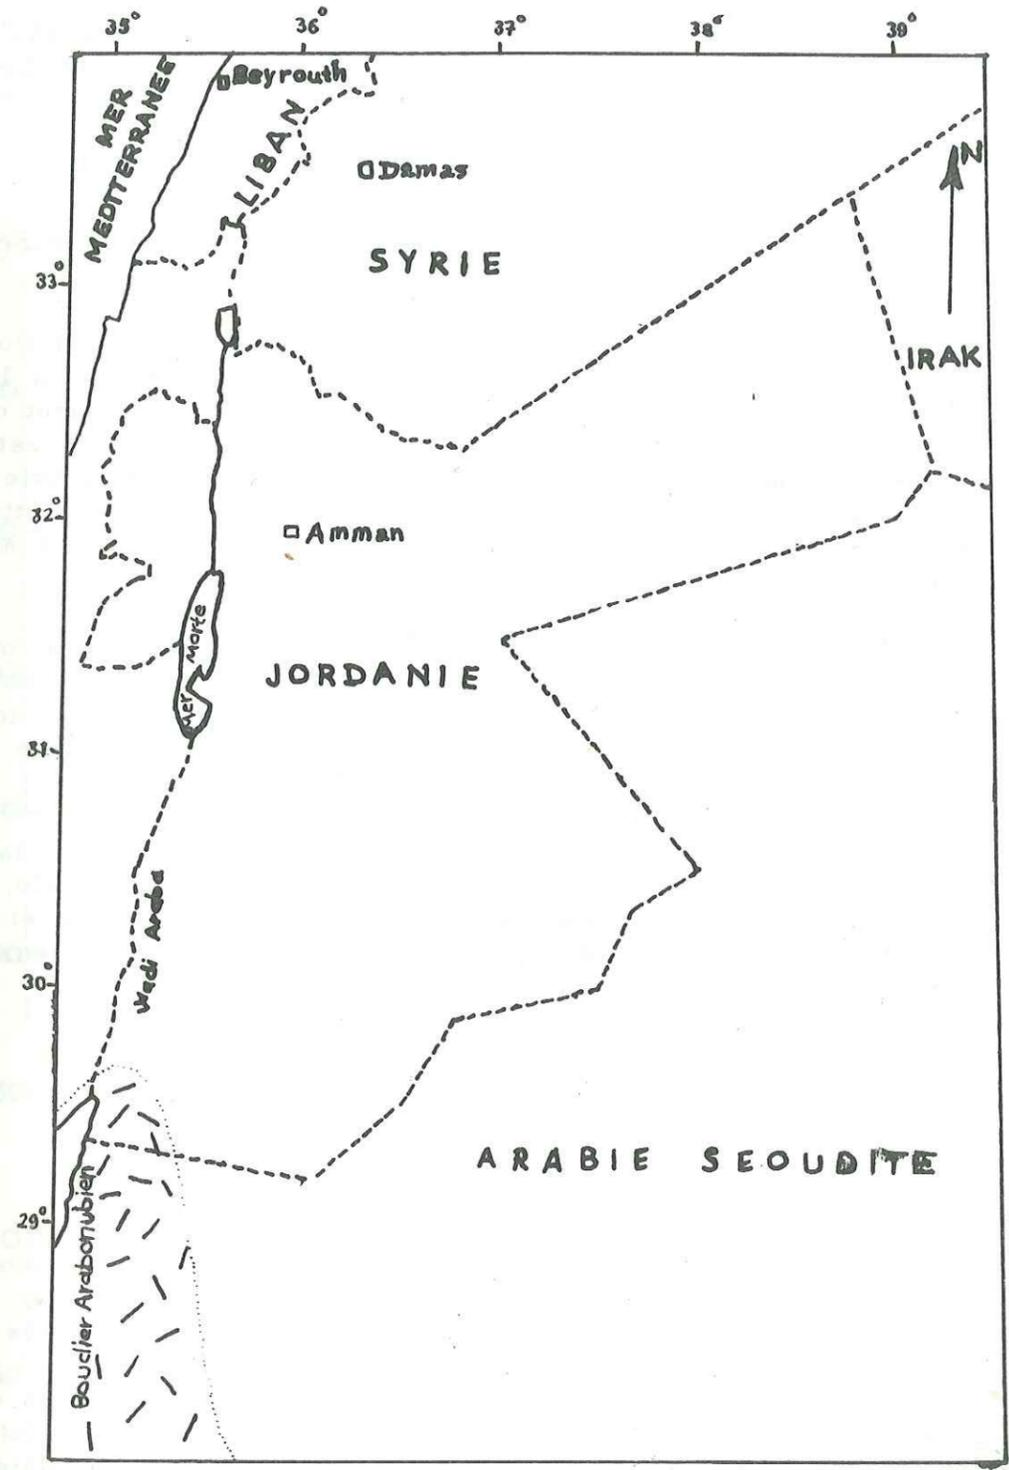 35°
36°
37°
38°
39°
Beyrouth
MER
MEDITERRANEE
LIBAN
Damas
N
SYRIE
33°
IRAK
32°
Amman
Mer Morte
JORDANIE
31
Wadi Araba
30°
ARABIE SEOUDITE
29°
Bouclier Arabonubien